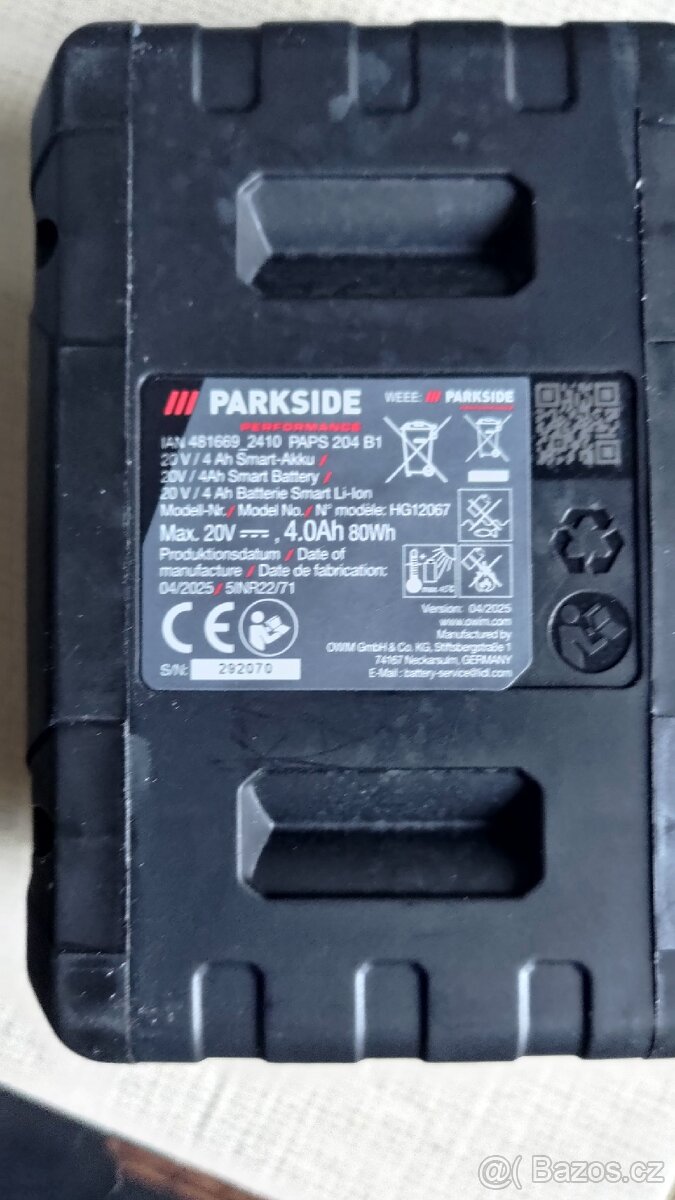 PARKSIDE
PERFORMANCE
WEEE: PARKSIDE
PERFORMANCE
IAN 481669_2410 PAPS 204 B1
20 V / 4 Ah Smart-Akku /
20V / 4Ah Smart Battery /
20 V / 4 Ah Batterie Smart Li-Ion
Modell-Nr. / Model No. / N° modèle: HG12067
Max. 20V ⎓ , 4.0Ah 80Wh
Produktionsdatum / Date of
manufacture / Date de fabrication:
04/2025 / 5INR22/71
CE
S/N: 292070
Version: 04/2025
www.owim.com
Manufactured by
OWIM GmbH & Co. KG, Stiftsbergstraße 1
74167 Neckarsulm, GERMANY
E-Mail : battery-service@lidl.com
@( Bazos.cz